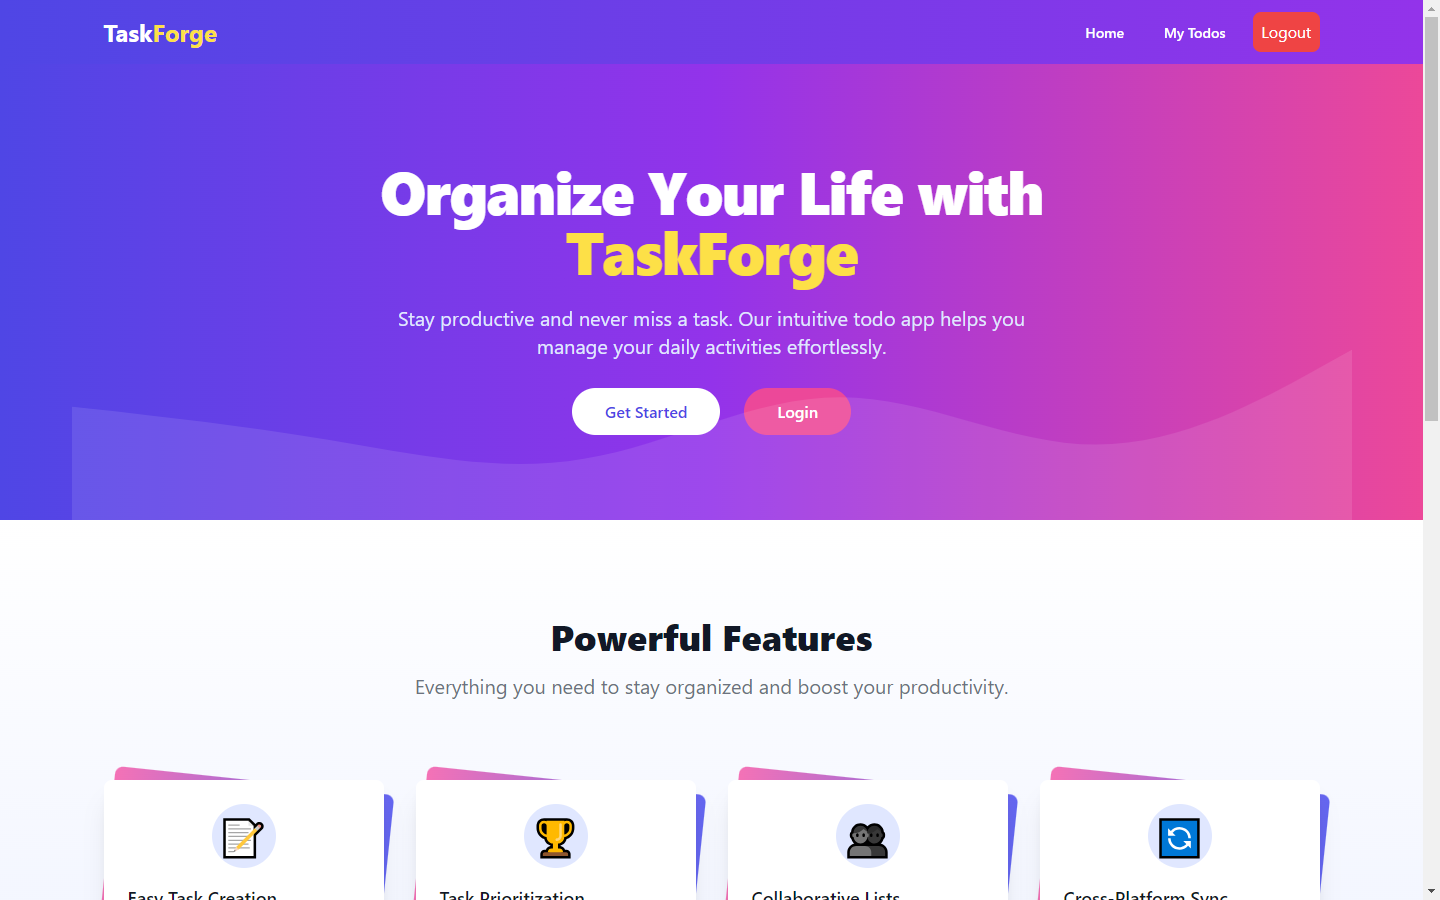 TaskForge
Home
My Todos
Logout
Organize Your Life with
TaskForge
Stay productive and never miss a task. Our intuitive todo app helps you
manage your daily activities effortlessly.
Get Started
Login
Powerful Features
Everything you need to stay organized and boost your productivity.
Easy Task Creation
Task Prioritization
Collaborative Lists
Cross-Platform Sync